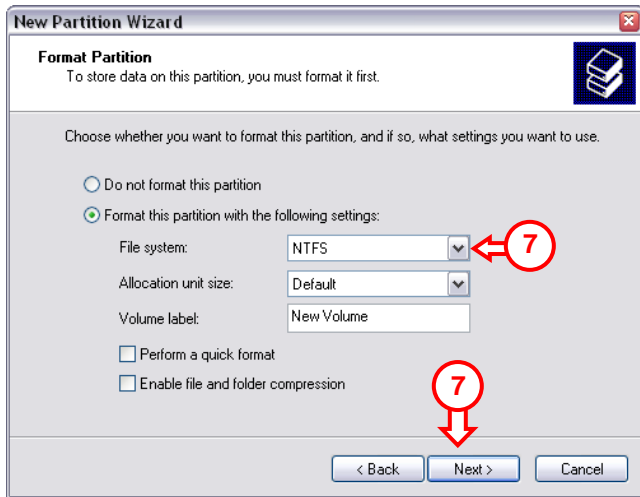 New Partition Wizard
Format Partition
To store data on this partition, you must format it first.
Choose whether you want to format this partition, and if so, what settings you want to use.
Do not format this partition
Format this partition with the following settings:
File system: NTFS 7
Allocation unit size: Default
Volume label: New Volume
Perform a quick format
Enable file and folder compression
7
< Back Next > Cancel